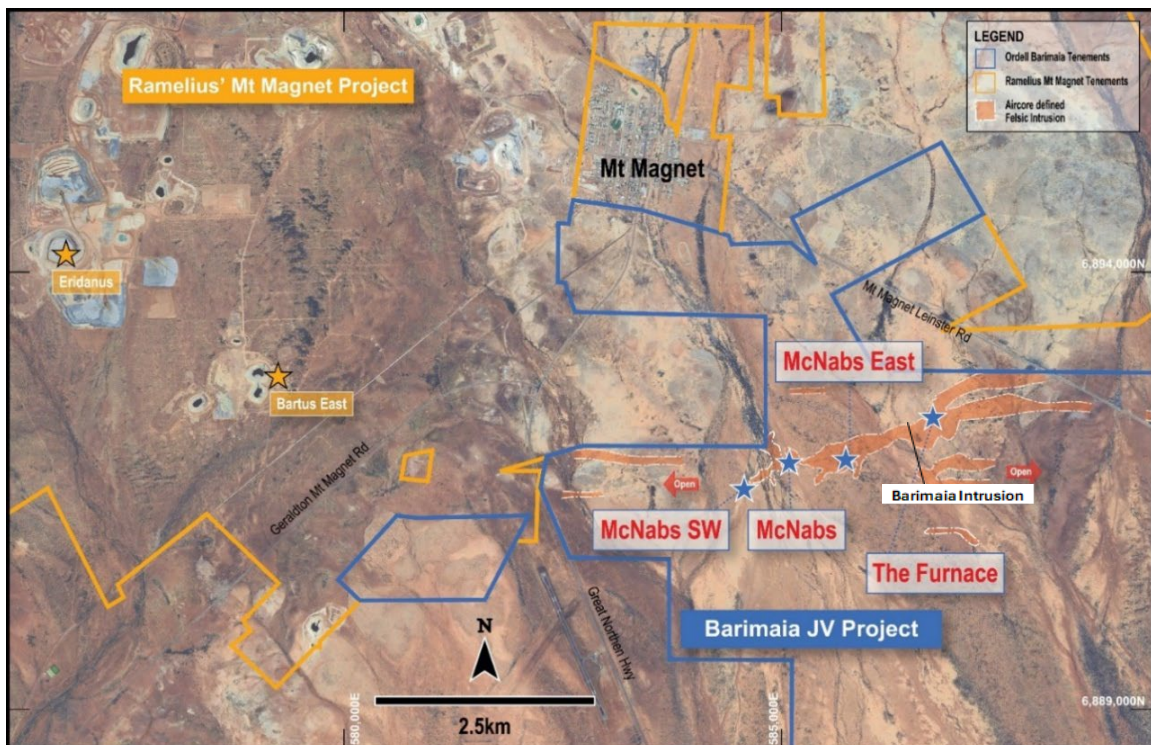 Ramelius' Mt Magnet Project
LEGEND
Ordell Barimaia Tenements
Ramelius Mt Magnet Tenements
Aircore defined
Felsic Intrusion
Mt Magnet
Eridanus
6,894,000N
Mt Magnet Leinster Rd
McNabs East
Bartus East
Geraldton Mt Magnet Rd
Open
Open
Barimaia Intrusion
McNabs SW
McNabs
The Furnace
Great Northen Hwy
Barimaia JV Project
N
2.5km
580,000E
585,000E
6,889,000N